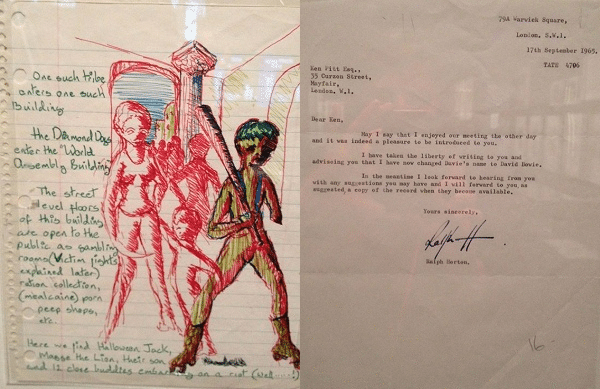 One such tribe
enters one such
Building
the Diamond Dogs
enter the 'World
Assembly Building'
The street
level floors
of this building
are open to the
public as gambling
rooms (Victim fights
explained later)
ration collection,
(mealcaine) porn
peep shops,
etc.
Here we find Halloween Jack,
Magge the Lion, their son
and 12 close buddies embarking on a riot (Well
79A Warwick Square,
London, S.W.1.
17th September 1965.
TATE 4706
Ken Pitt Esq.,
35 Curzon Street,
Mayfair,
London, W.1.
Dear Ken,
May I say that I enjoyed our meeting the other day
and it was indeed a pleasure to be introduced to you.
I have taken the liberty of writing to you and
advising you that I have now changed Davie's name to David Bowie.
In the meantime I look forward to hearing from you
with any suggestions you may have and I will forward to you, as
suggested, a copy of the record when they become available.
Yours sincerely,
Ralph Horton.
16